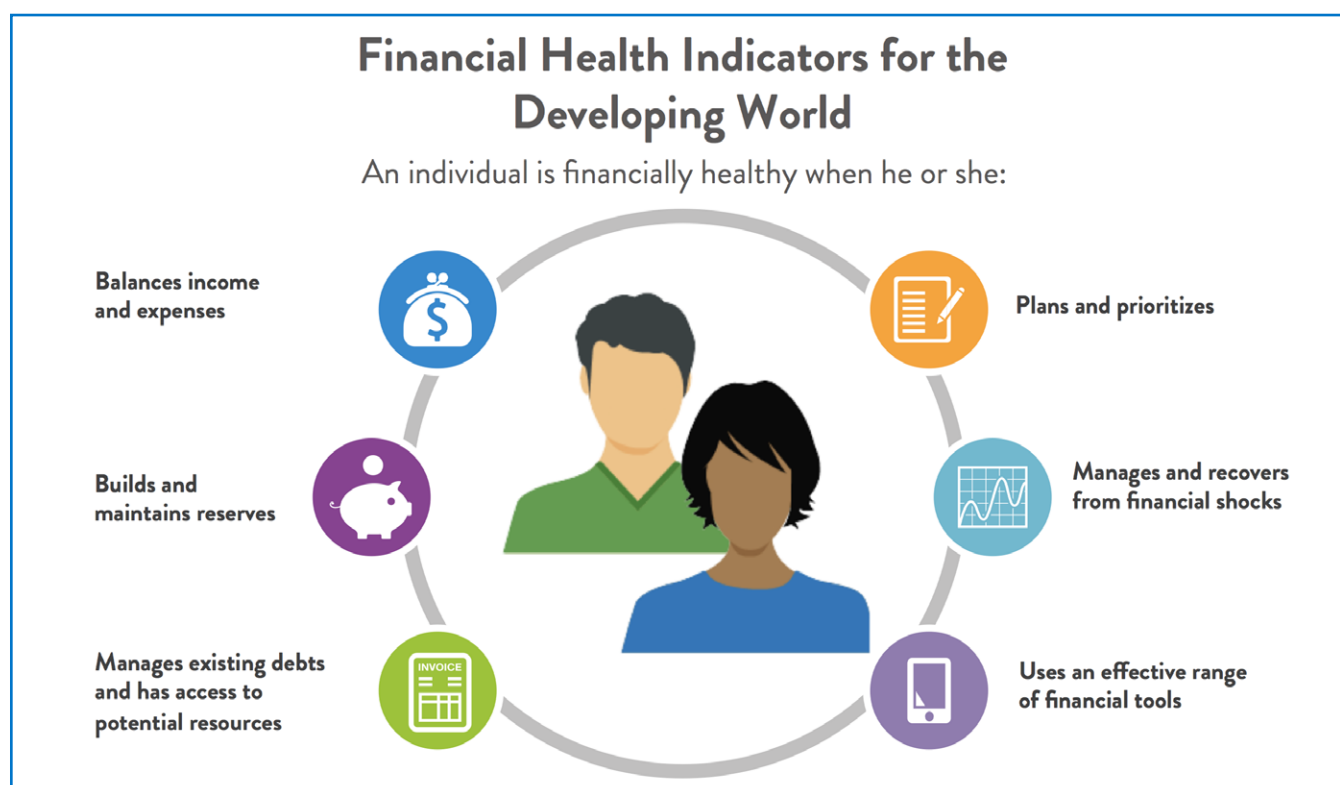 Financial Health Indicators for the
Developing World
An individual is financially healthy when he or she:
Balances income
and expenses
$
Plans and prioritizes
Builds and
maintains reserves
Manages and recovers
from financial shocks
Manages existing debts
and has access to
potential resources
INVOICE
Uses an effective range
of financial tools